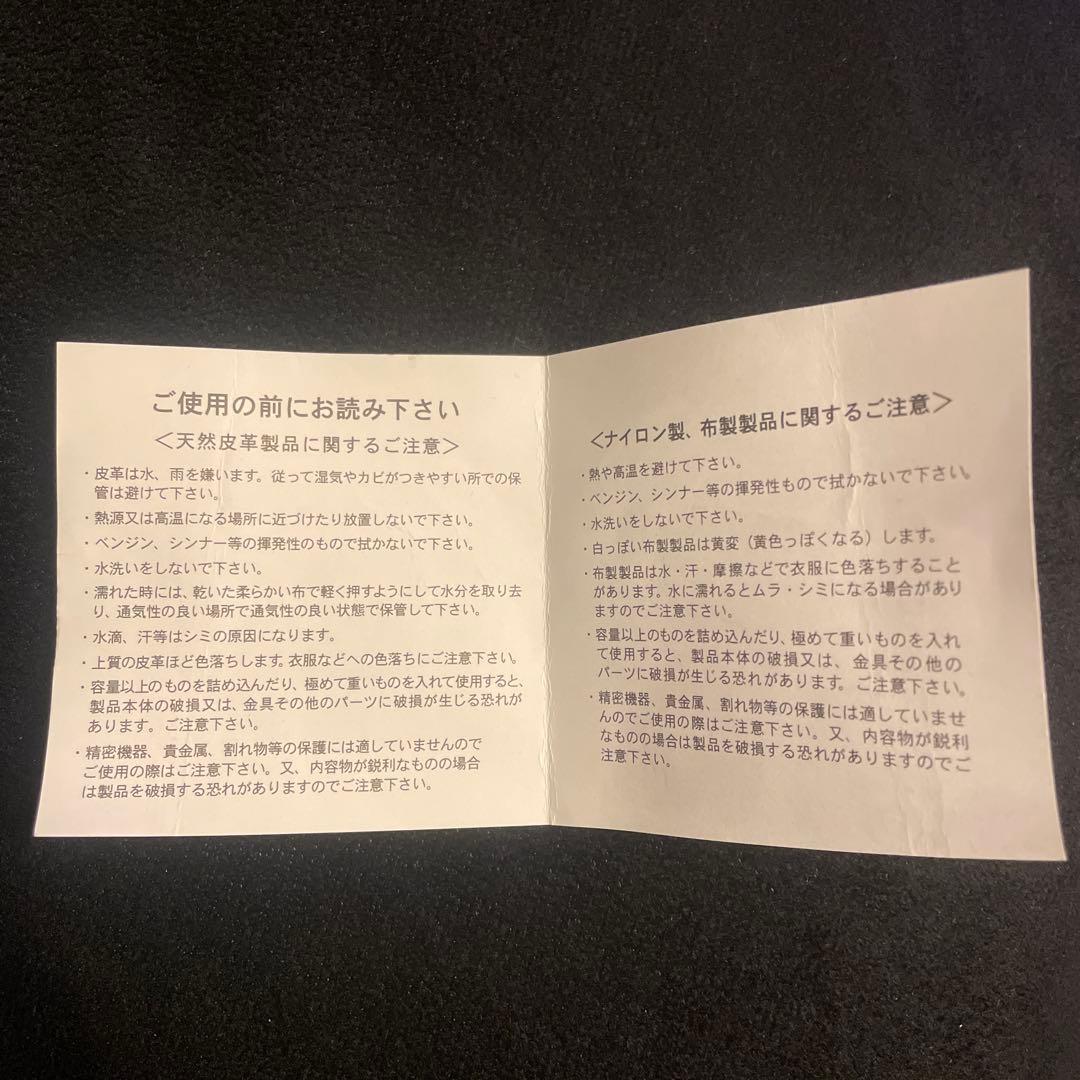 ご使用の前にお読み下さい
＜天然皮革製品に関するご注意＞
・皮革は水、雨を嫌います。従って湿気やカビがつきやすい所での保
管は避けて下さい。
・熱源又は高温になる場所に近づけたり放置しないで下さい。
・ベンジン、シンナー等の揮発性のもので拭かないで下さい。
・水洗いをしないで下さい。
・濡れた時には、乾いた柔らかい布で軽く押すようにして水分を取り去
り、通気性の良い場所で通気性の良い状態で保管して下さい。
・水滴、汗等はシミの原因になります。
・上質の皮革ほど色落ちします。衣服などへの色落ちにご注意下さい。
・容量以上のものを詰め込んだり、極めて重いものを入れて使用すると、
製品本体の破損又は、金具その他のパーツに破損が生じる恐れが
あります。ご注意下さい。
・精密機器、貴金属、割れ物等の保護には適していませんので
ご使用の際はご注意下さい。又、内容物が鋭利なものの場合
は製品を破損する恐れがありますのでご注意下さい。
＜ナイロン製、布製製品に関するご注意＞
・熱や高温を避けて下さい。
・ベンジン、シンナー等の揮発性もので拭かないで下さい。
・水洗いをしないで下さい。
・白っぽい布製製品は黄変（黄色っぽくなる）します。
・布製製品は水・汗・摩擦などで衣服に色落ちすること
があります。水に濡れるとムラ・シミになる場合があり
ますのでご注意下さい。
・容量以上のものを詰め込んだり、極めて重いものを入れ
て使用すると、製品本体の破損又は、金具その他の
パーツに破損が生じる恐れがあります。ご注意下さい。
・精密機器、貴金属、割れ物等の保護には適していませ
んのでご使用の際はご注意下さい。又、内容物が鋭利
なものの場合は製品を破損する恐れがありますのでご
注意下さい。